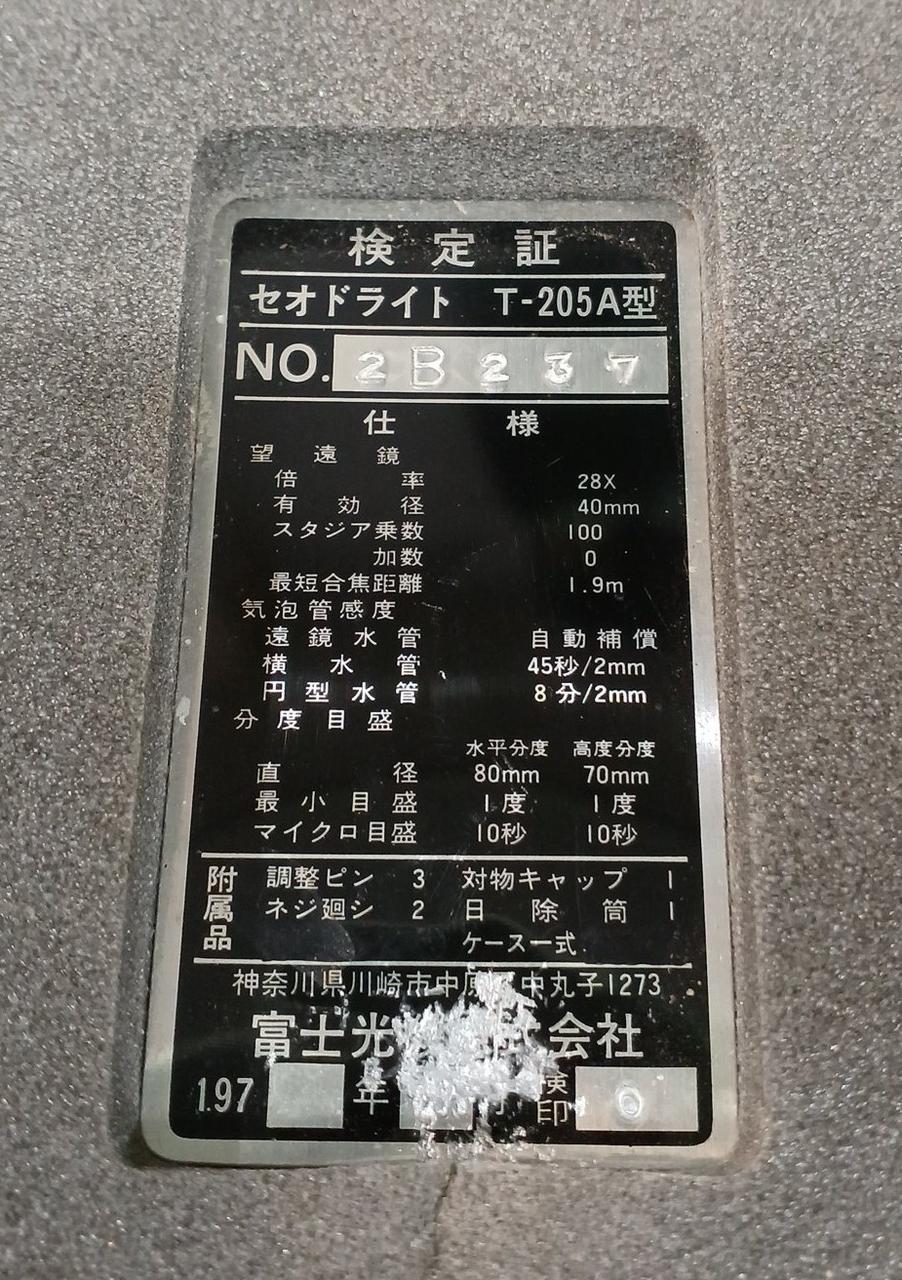 検定証
セオドライト T-205A型
NO. 2B237
仕様
望遠鏡
倍率 28X
有効径 40mm
スタジア乗数 100
加数 0
最短合焦距離 1.9m
気泡管感度
遠鏡水管 自動補償
横水管 45秒/2mm
円型水管 8分/2mm
分度目盛
水平分度 高度分度
直径 80mm 70mm
最小目盛 1度 1度
マイクロ目盛 10秒 10秒
附属品
調整ピン 3 対物キャップ 1
ネジ廻シ 2 日除筒 1
ケース一式
神奈川県川崎市中 中丸子1273
富士光 式会社
197 年 検印